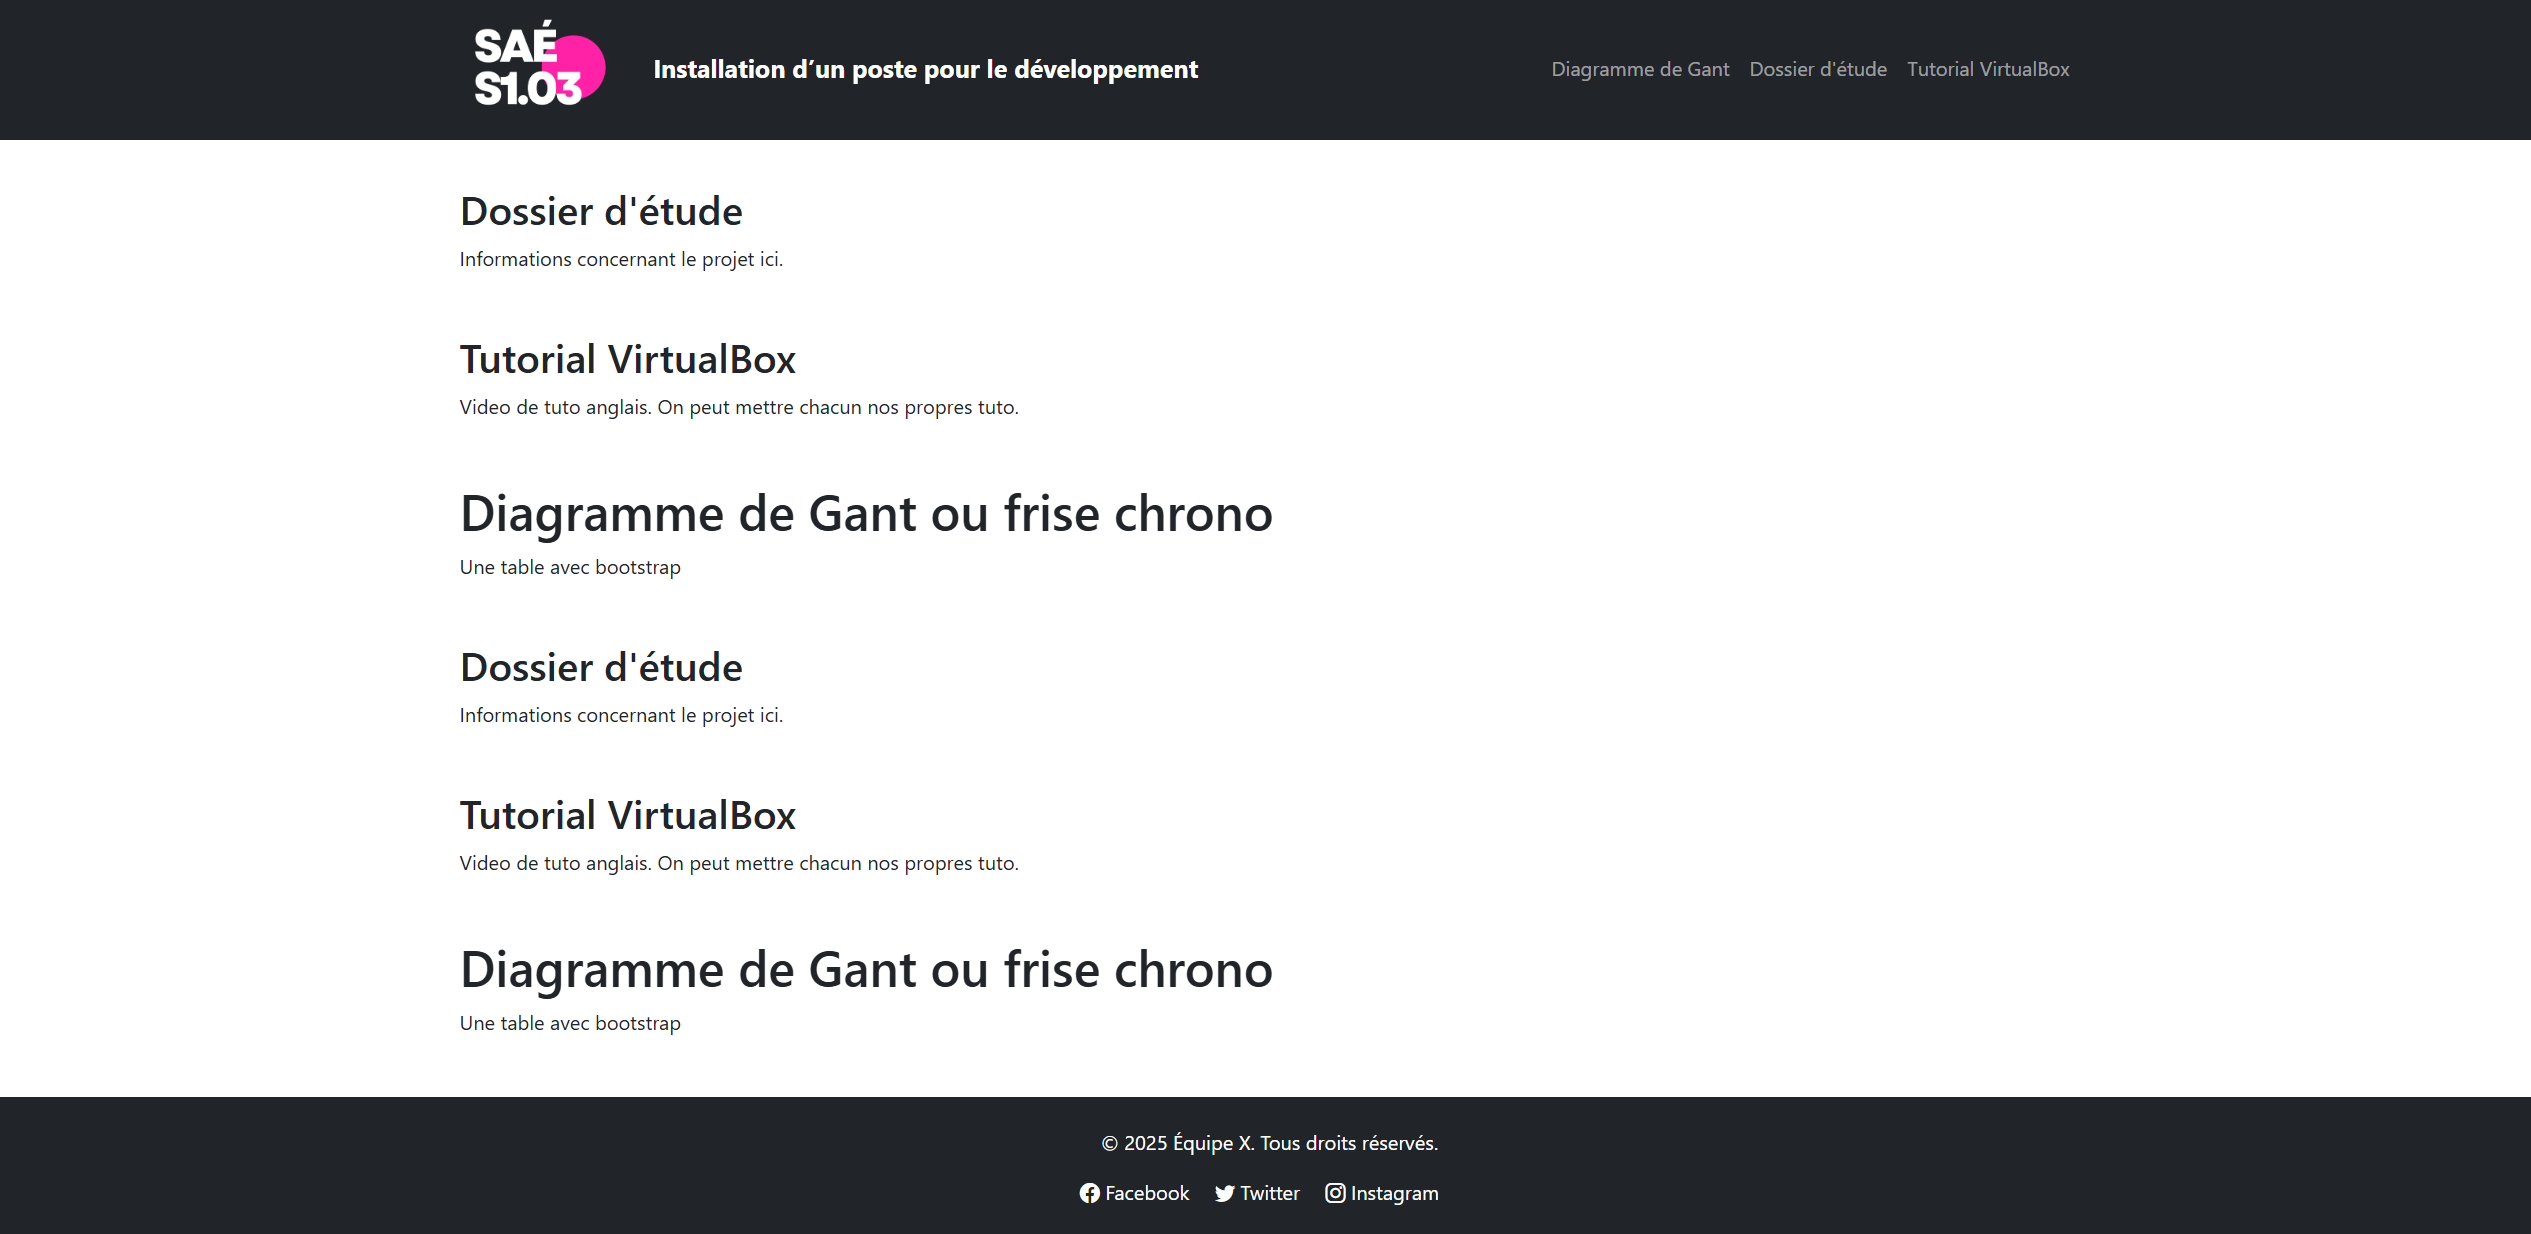 SAÉ
S1.03
Installation d’un poste pour le développement
Diagramme de Gant Dossier d'étude Tutorial VirtualBox
Dossier d'étude
Informations concernant le projet ici.
Tutorial VirtualBox
Video de tuto anglais. On peut mettre chacun nos propres tuto.
Diagramme de Gant ou frise chrono
Une table avec bootstrap
Dossier d'étude
Informations concernant le projet ici.
Tutorial VirtualBox
Video de tuto anglais. On peut mettre chacun nos propres tuto.
Diagramme de Gant ou frise chrono
Une table avec bootstrap
© 2025 Équipe X. Tous droits réservés.
Facebook Twitter Instagram